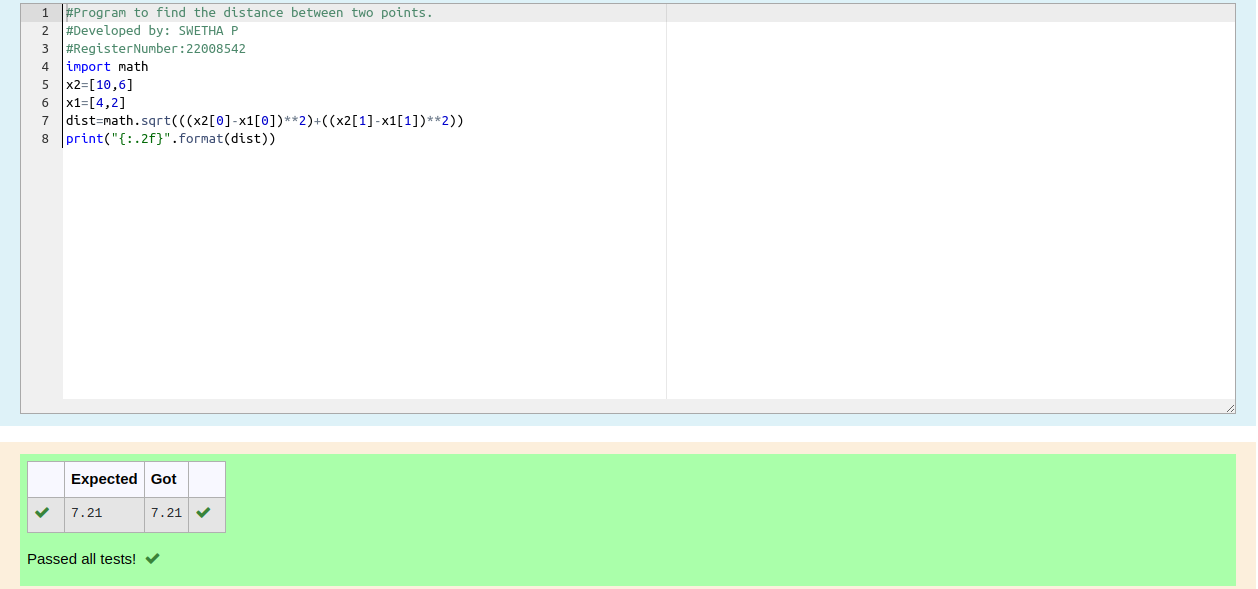 1 #Program to find the distance between two points.
2 #Developed by: SWETHA P
3 #RegisterNumber:22008542
4 import math
5 x2=[10,6]
6 x1=[4,2]
7 dist=math.sqrt(((x2[0]-x1[0])**2)+((x2[1]-x1[1])**2))
8 print("{:.2f}".format(dist))
Expected Got
7.21 7.21
Passed all tests!